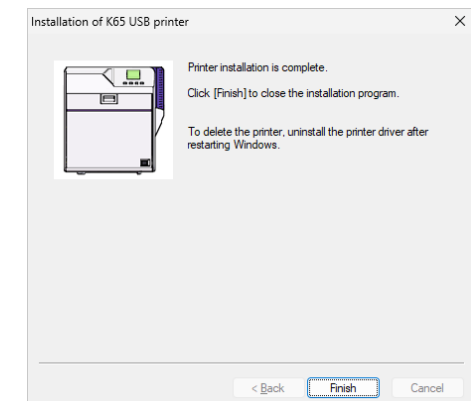 Installation of K65 USB printer
Printer installation is complete.
Click [Finish] to close the installation program.
To delete the printer, uninstall the printer driver after
restarting Windows.
< Back
Finish
Cancel